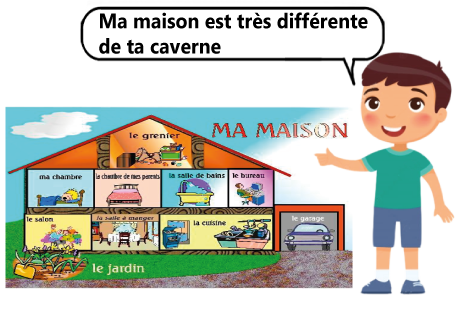 Ma maison est très différente
de ta caverne
MA MAISON
le grenier
ma chambre
la chambre de mes parents
la salle de bains
le bureau
le salon
la salle à manger
la cuisine
le garage
le jardin